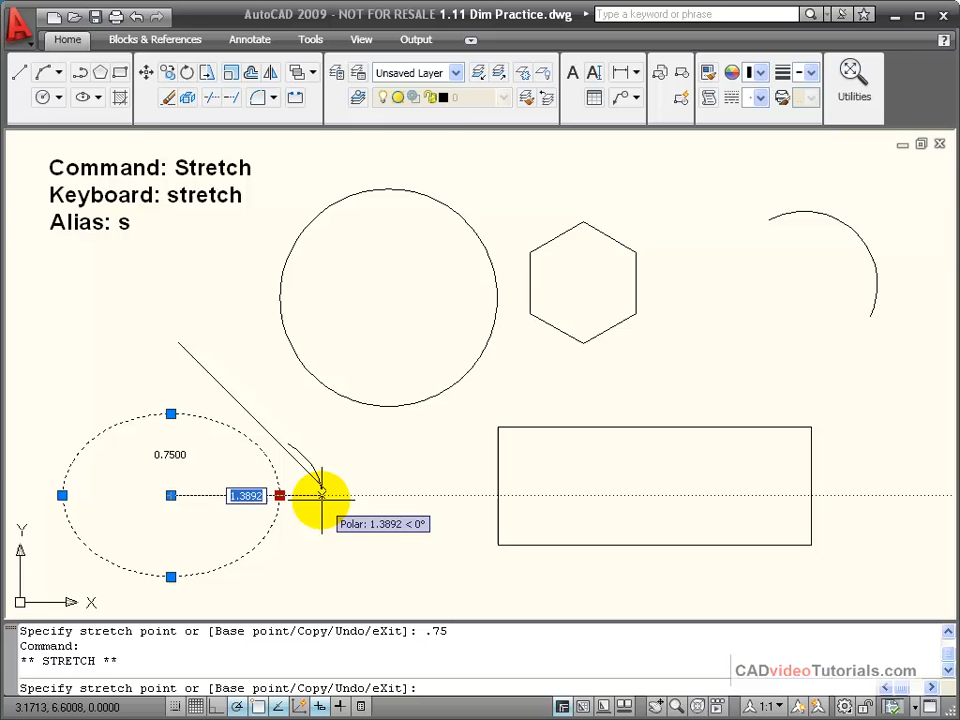 AutoCAD 2009 - NOT FOR RESALE 1.11 Dim Practice.dwg
Type a keyword or phrase
Home
Blocks & References
Annotate
Tools
View
Output
?
Unsaved Layer
0
A
A
Utilities
Command: Stretch
Keyboard: stretch
Alias: s
0.7500
1.3892
Polar: 1.3892 < 0°
Y
X
Specify stretch point or [Base point/Copy/Undo/eXit]: .75
Command:
** STRETCH **
Specify stretch point or [Base point/Copy/Undo/eXit]:
CADvideoTutorials.com
3.1713, 6.6008, 0.0000
1:1